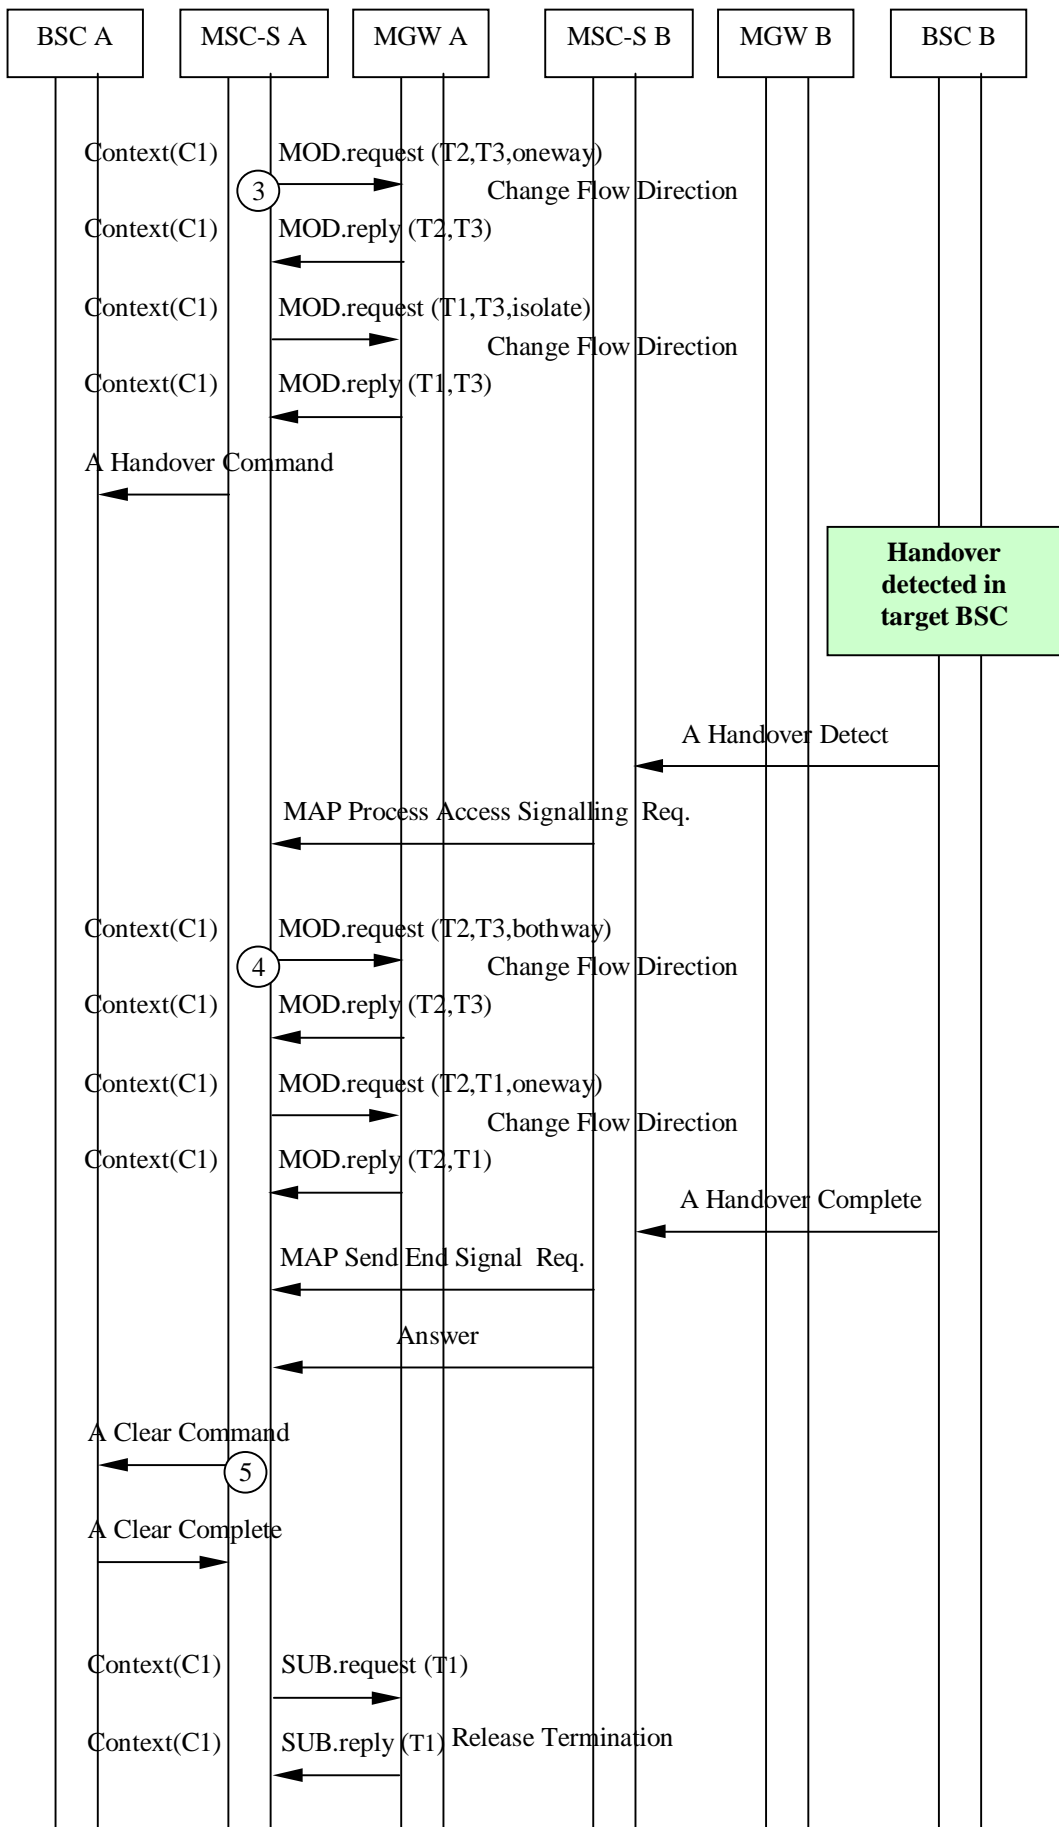 BSC A
MSC-S A
MGW A
MSC-S B
MGW B
BSC B
Context(C1)
MOD.request (T2,T3,oneway)
3
Change Flow Direction
Context(C1)
MOD.reply (T2,T3)
Context(C1)
MOD.request (T1,T3,isolate)
Change Flow Direction
Context(C1)
MOD.reply (T1,T3)
A Handover Command
Handover
detected in
target BSC
A Handover Detect
MAP Process Access Signalling  Req.
Context(C1)
MOD.request (T2,T3,bothway)
4
Change Flow Direction
Context(C1)
MOD.reply (T2,T3)
Context(C1)
MOD.request (T2,T1,oneway)
Change Flow Direction
Context(C1)
MOD.reply (T2,T1)
A Handover Complete
MAP Send End Signal  Req.
Answer
A Clear Command
5
A Clear Complete
Context(C1)
SUB.request (T1)
Context(C1)
SUB.reply (T1)
Release Termination